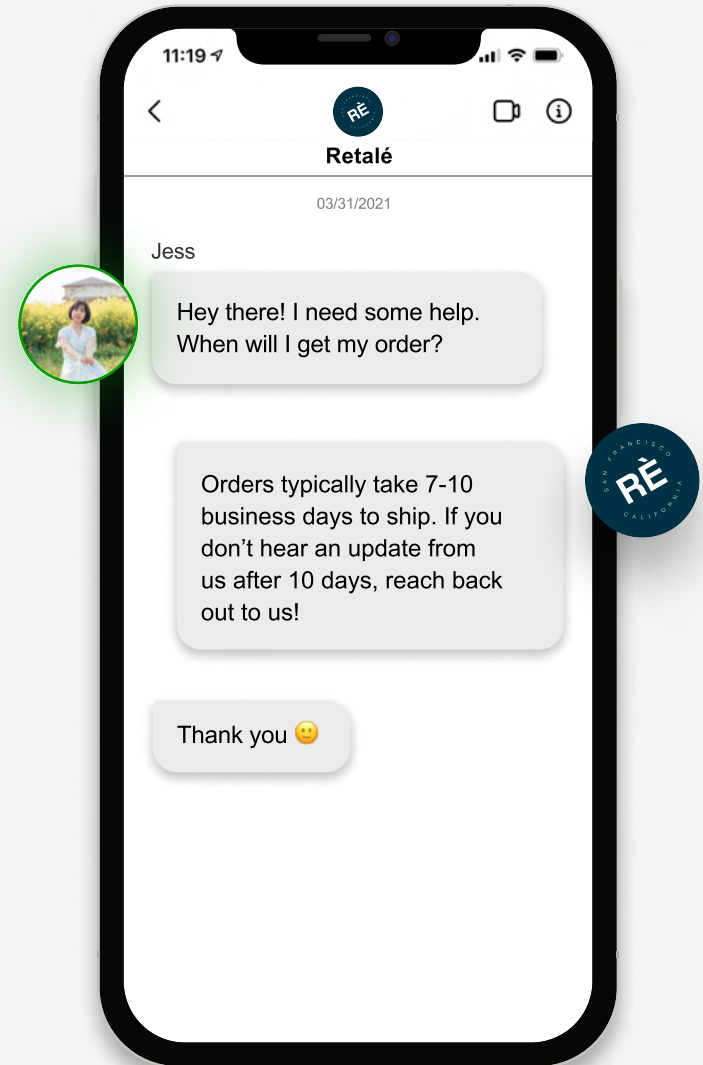 11:19
RÈ
Retalé
03/31/2021
Jess
Hey there! I need some help.
When will I get my order?
SAN FRANCISCO
RÈ
CALIFORNIA
Orders typically take 7-10
business days to ship. If you
don’t hear an update from
us after 10 days, reach back
out to us!
Thank you 🙂